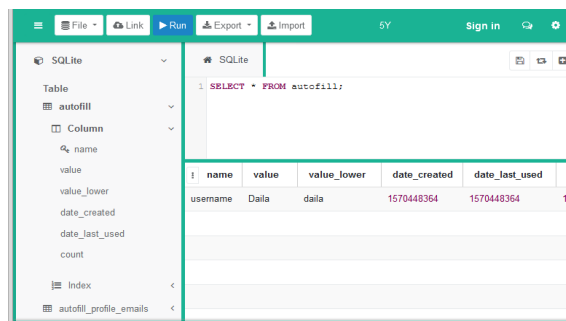 File Link Run Export Import 5Y Sign in
SQLite
SQLite
1 SELECT * FROM autofill;
Table
autofill
Column
name
value
value_lower
date_created
date_last_used
count
Index
autofill_profile_emails
name value value_lower date_created date_last_used
username Daila daila 1570448364 1570448364 1